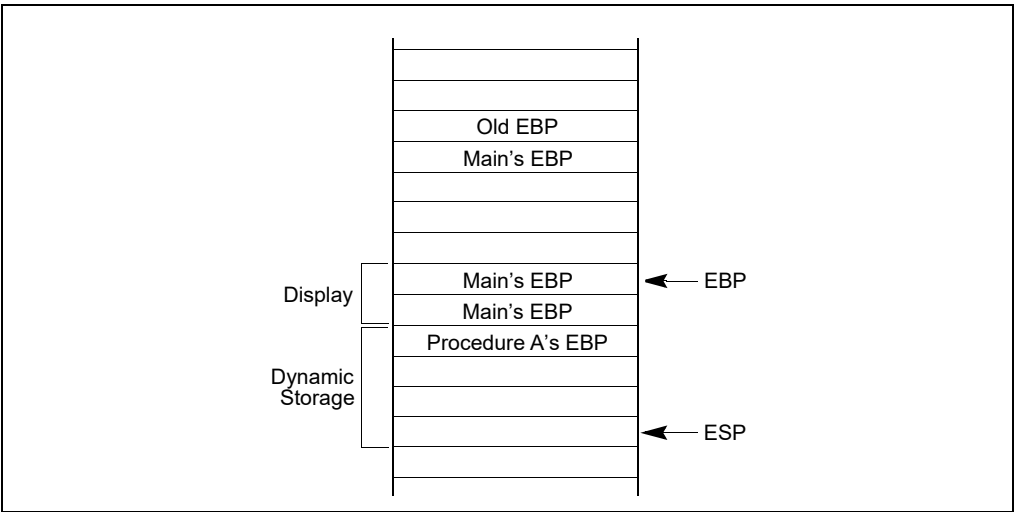 Old EBP
Main's EBP
Main's EBP
EBP
Display
Main's EBP
Procedure A's EBP
Dynamic
Storage
ESP